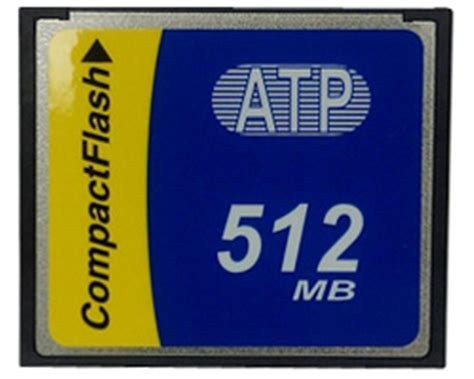 CompactFlash
ATP
512
MB